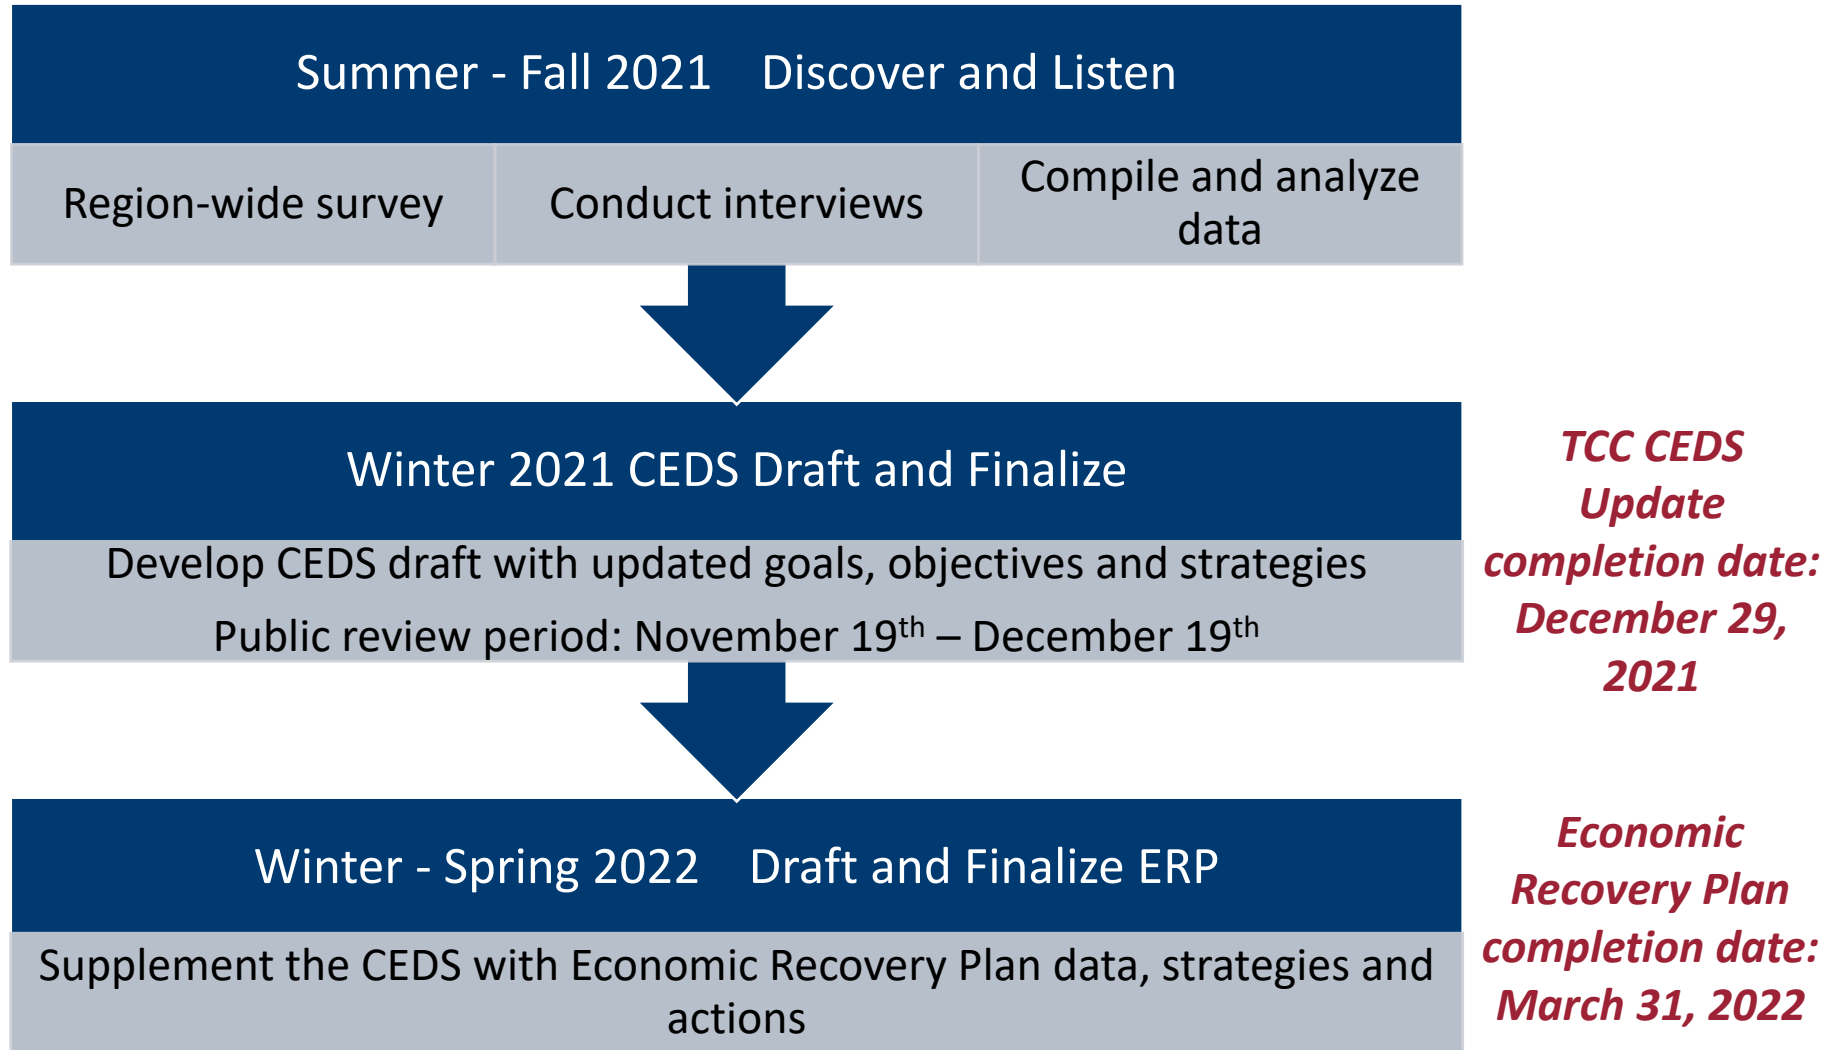 Summer - Fall 2021    Discover and Listen
Region-wide survey
Conduct interviews
Compile and analyze
data
Winter 2021 CEDS Draft and Finalize
Develop CEDS draft with updated goals, objectives and strategies
Public review period: November 19th – December 19th
TCC CEDS
Update
completion date:
December 29,
2021
Winter - Spring 2022    Draft and Finalize ERP
Supplement the CEDS with Economic Recovery Plan data, strategies and
actions
Economic
Recovery Plan
completion date:
March 31, 2022